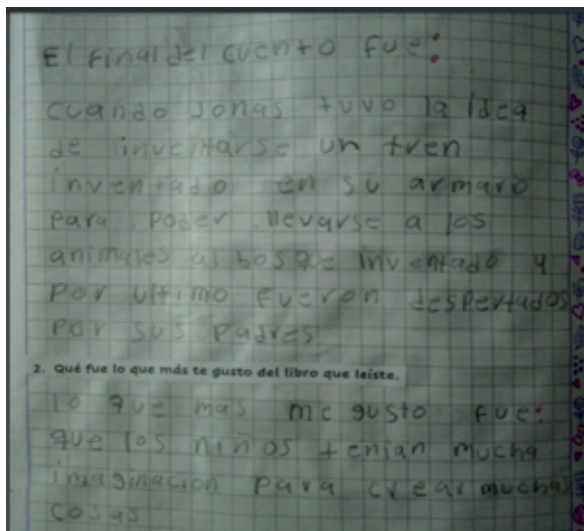 El final del cuento fue:
cuando Jonas tuvo la idea
de inventarse un tren
inventado en su armario
para poder llevarse a los
animales al bosque inventado y
por ultimo fueron despertados
por sus padres
2. Qué fue lo que más te gusto del libro que leíste.
lo que mas me gusto fue:
que los niños tenian mucha
imaginacion para crear muchas
cosas